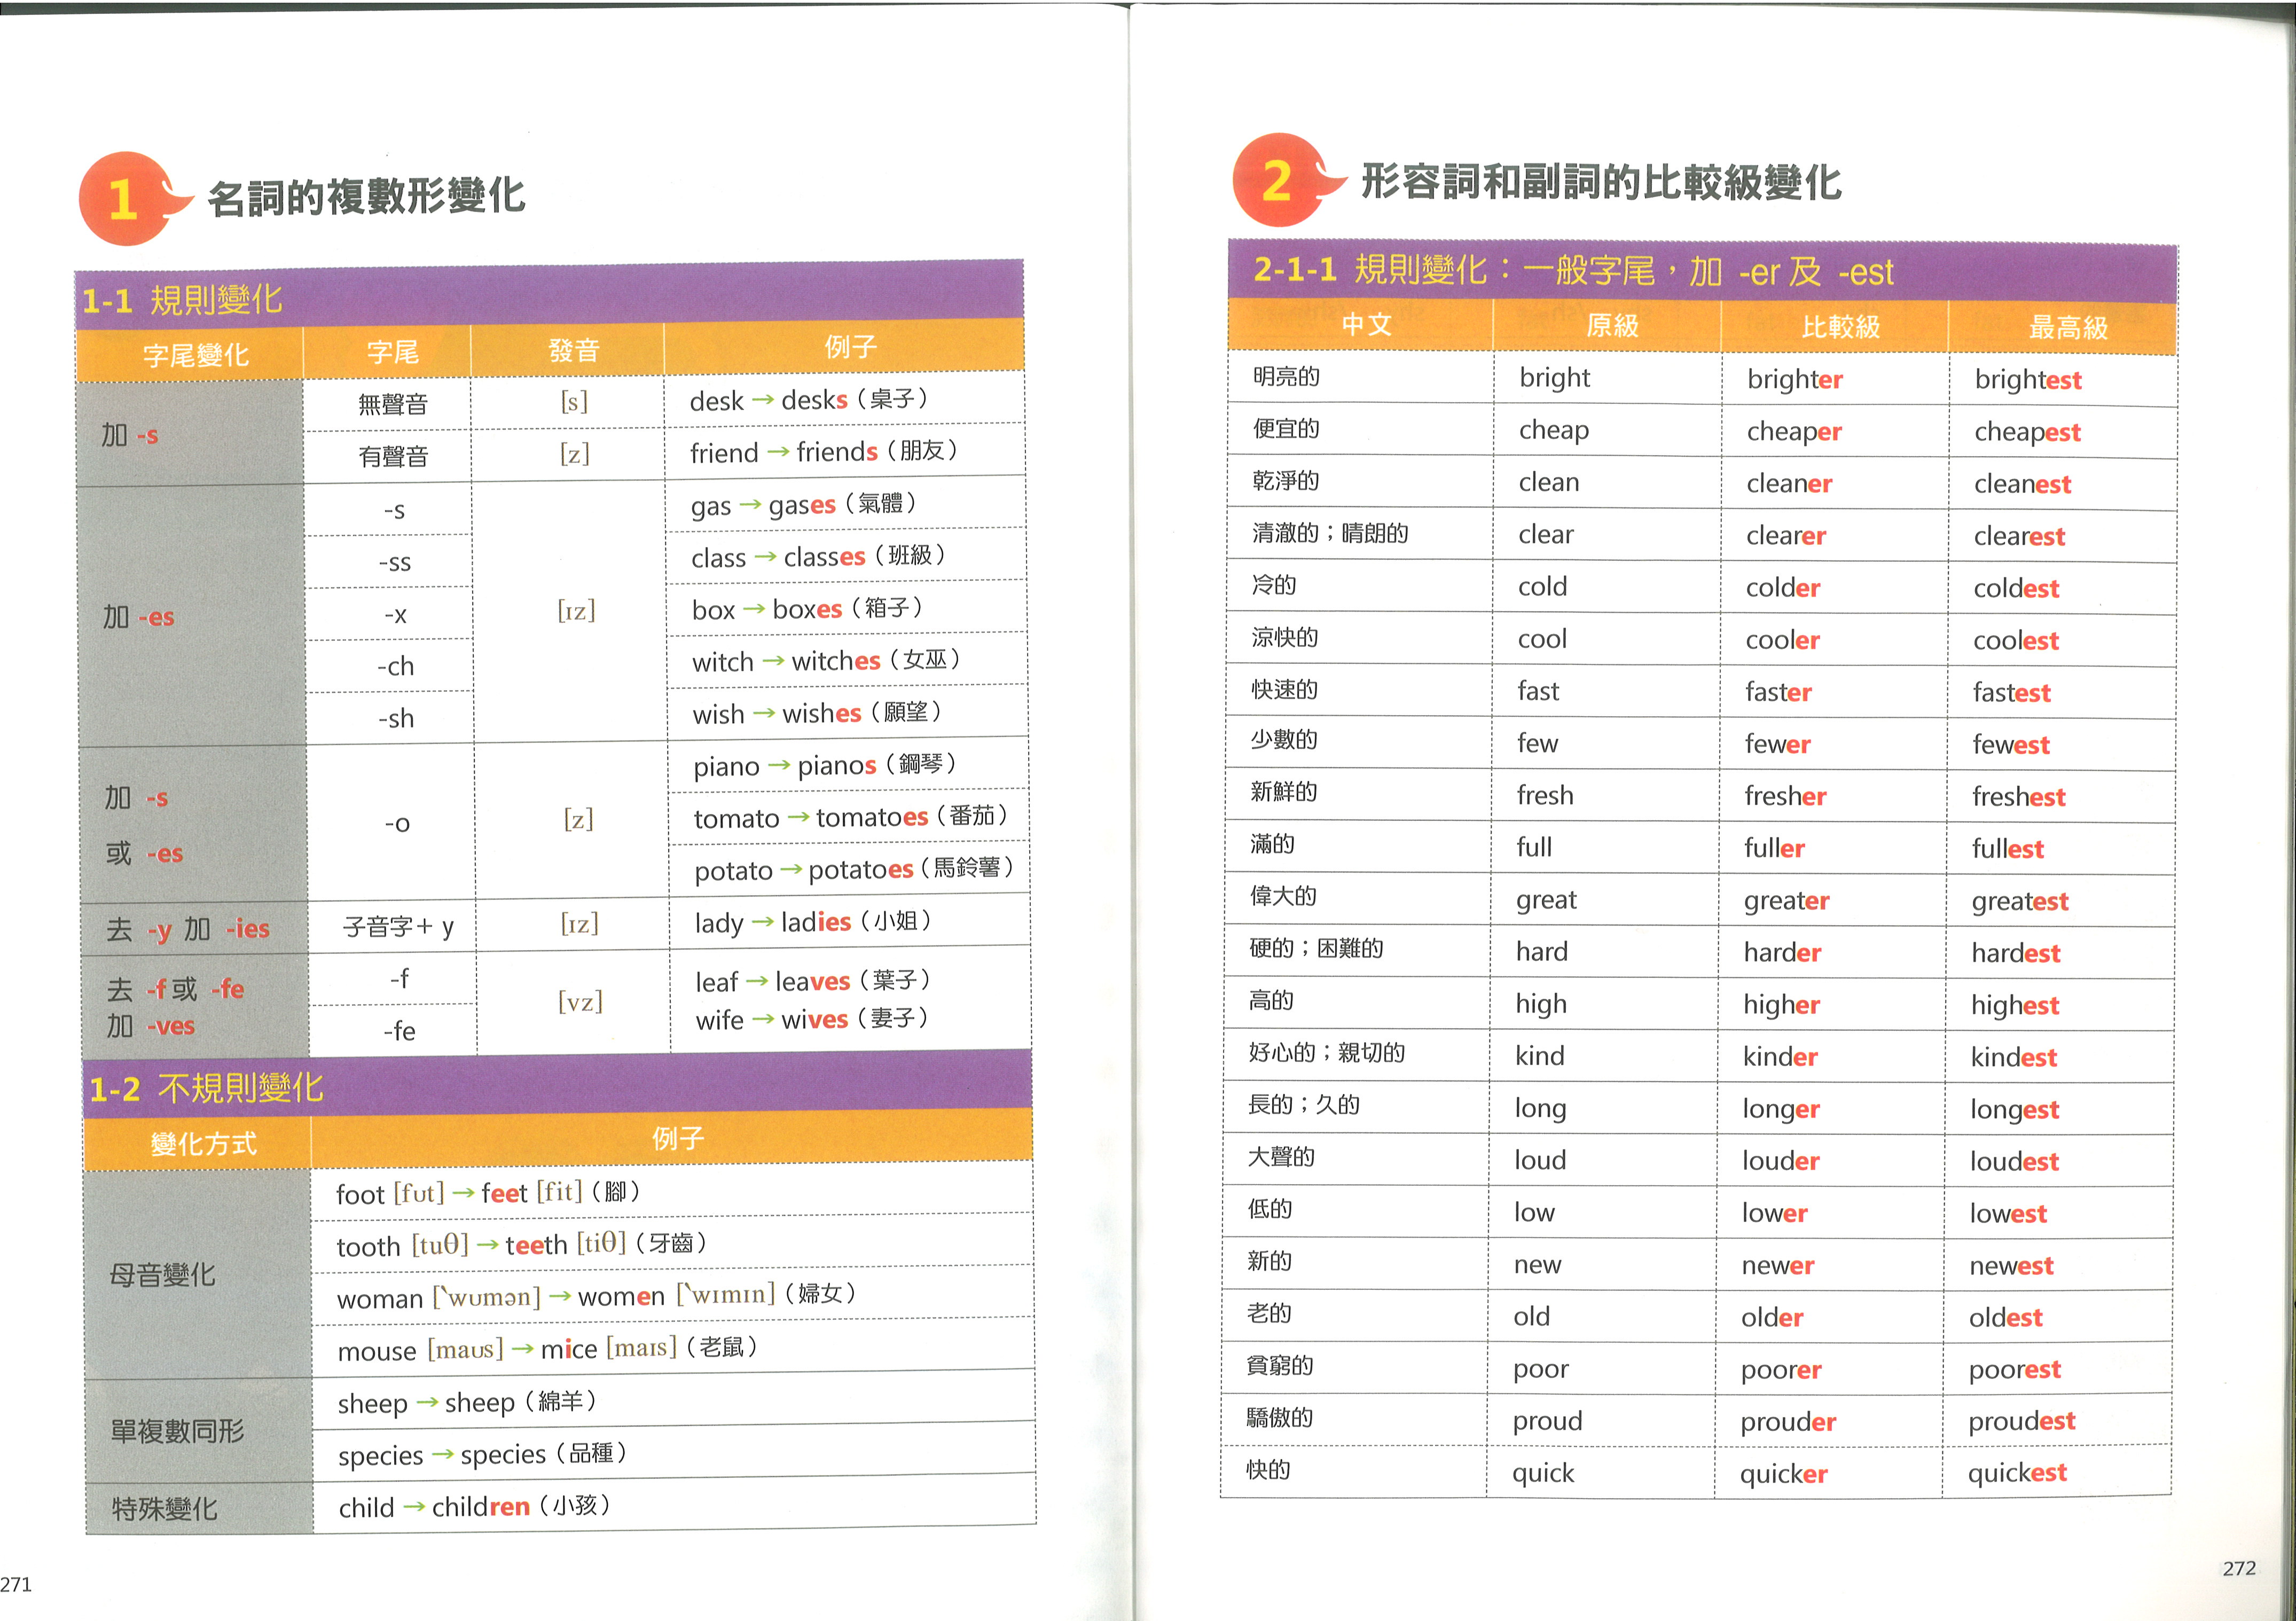 1 名詞的複數形變化
1-1 規則變化
字尾變化 字尾 發音 例子
加 -s
無聲音 [s] desk → desks（桌子）
有聲音 [z] friend → friends（朋友）
加 -es
-s gas → gases（氣體）
-ss class → classes（班級）
-x [ɪz] box → boxes（箱子）
-ch witch → witches（女巫）
-sh wish → wishes（願望）
加 -s
或 -es
piano → pianos（鋼琴）
-o [z] tomato → tomatoes（番茄）
potato → potatoes（馬鈴薯）
去 -y 加 -ies 子音字+ y [ɪz] lady → ladies（小姐）
去 -f或 -fe
加 -ves
-f leaf → leaves（葉子）
[vz]
-fe wife → wives（妻子）
1-2 不規則變化
變化方式 例子
母音變化
foot [fʊt] → feet [fit]（腳）
tooth [tuθ] → teeth [tiθ]（牙齒）
woman [ˋwʊmən] → women [ˋwɪmɪn]（婦女）
mouse [maʊs] → mice [maɪs]（老鼠）
單複數同形
sheep → sheep（綿羊）
species → species（品種）
特殊變化 child → children（小孩）
271
2 形容詞和副詞的比較級變化
2-1-1 規則變化：一般字尾，加 -er 及 -est
中文 原級 比較級 最高級
明亮的 bright brighter brightest
便宜的 cheap cheaper cheapest
乾淨的 clean cleaner cleanest
清澈的；晴朗的 clear clearer clearest
冷的 cold colder coldest
涼快的 cool cooler coolest
快速的 fast faster fastest
少數的 few fewer fewest
新鮮的 fresh fresher freshest
滿的 full fuller fullest
偉大的 great greater greatest
硬的；困難的 hard harder hardest
高的 high higher highest
好心的；親切的 kind kinder kindest
長的；久的 long longer longest
大聲的 loud louder loudest
低的 low lower lowest
新的 new newer newest
老的 old older oldest
貧窮的 poor poorer poorest
驕傲的 proud prouder proudest
快的 quick quicker quickest
272